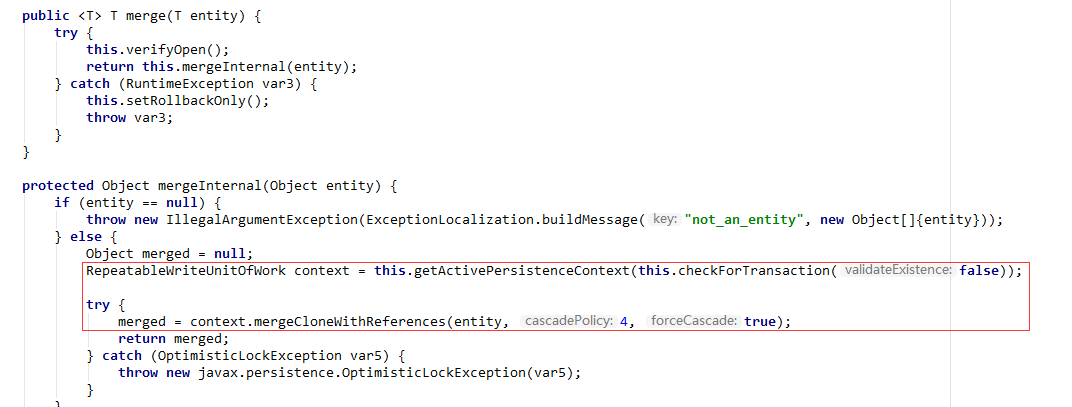 public <T> T merge(T entity) {
try {
this.verifyOpen();
return this.mergeInternal(entity);
} catch (RuntimeException var3) {
this.setRollbackOnly();
throw var3;
}
}
protected Object mergeInternal(Object entity) {
if (entity == null) {
throw new IllegalArgumentException(ExceptionLocalization.buildMessage( key: "not_an_entity", new Object[]{entity}));
} else {
Object merged = null;
RepeatableWriteUnitOfWork context = this.getActivePersistenceContext(this.checkForTransaction( validateExistence: false));
try {
merged = context.mergeCloneWithReferences(entity, cascadePolicy: 4, forceCascade: true);
return merged;
} catch (OptimisticLockException var5) {
throw new javax.persistence.OptimisticLockException(var5);
}
}